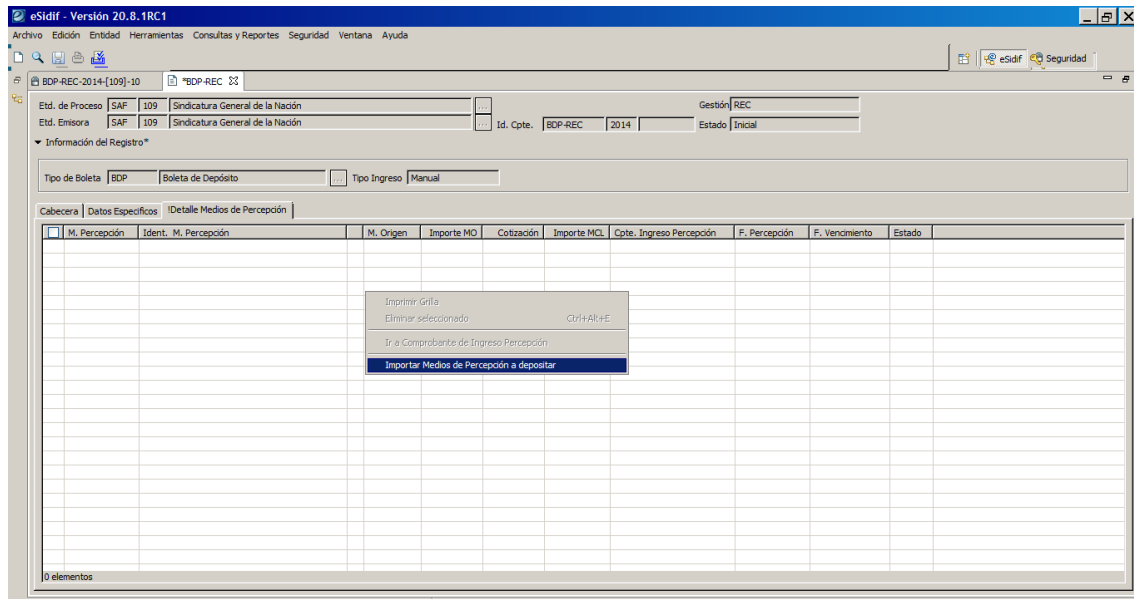 eSidif - Versión 20.8.1RC1
Archivo Edición Entidad Herramientas Consultas y Reportes Seguridad Ventana Ayuda
eSidif Seguridad
BDP-REC-2014-[109]-10 *BDP-REC
Etd. de Proceso SAF 109 Sindicatura General de la Nación ... Gestión REC
Etd. Emisora SAF 109 Sindicatura General de la Nación ... Id. Cpte. BDP-REC 2014 Estado Inicial
Información del Registro*
Tipo de Boleta BDP Boleta de Depósito ... Tipo Ingreso Manual
Cabecera Datos Especificos !Detalle Medios de Percepción
M. Percepción Ident. M. Percepción M. Origen Importe MO Cotización Importe MCL Cpte. Ingreso Percepción F. Percepción F. Vencimiento Estado
Imprimir Grilla
Eliminar seleccionado Ctrl+Alt+E
Ir a Comprobante de Ingreso Percepción
Importar Medios de Percepción a depositar
0 elementos